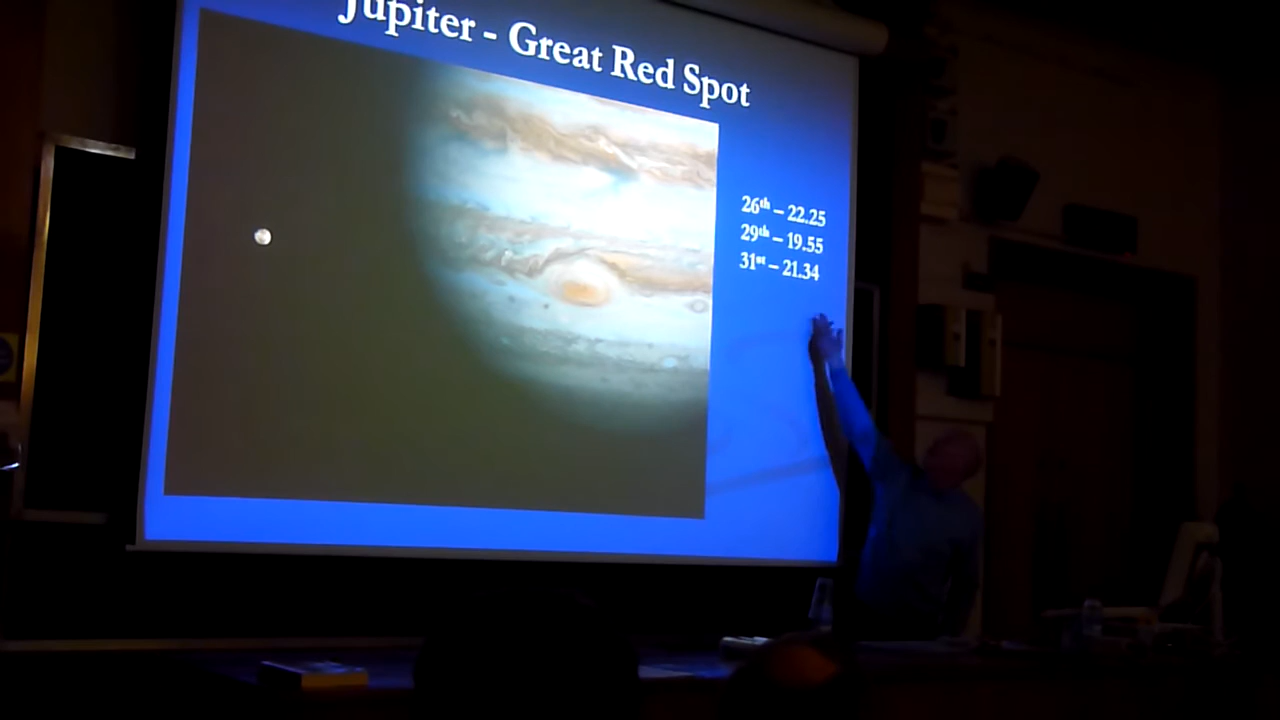 Jupiter - Great Red Spot
26th – 22.25
29th – 19.55
31st – 21.34